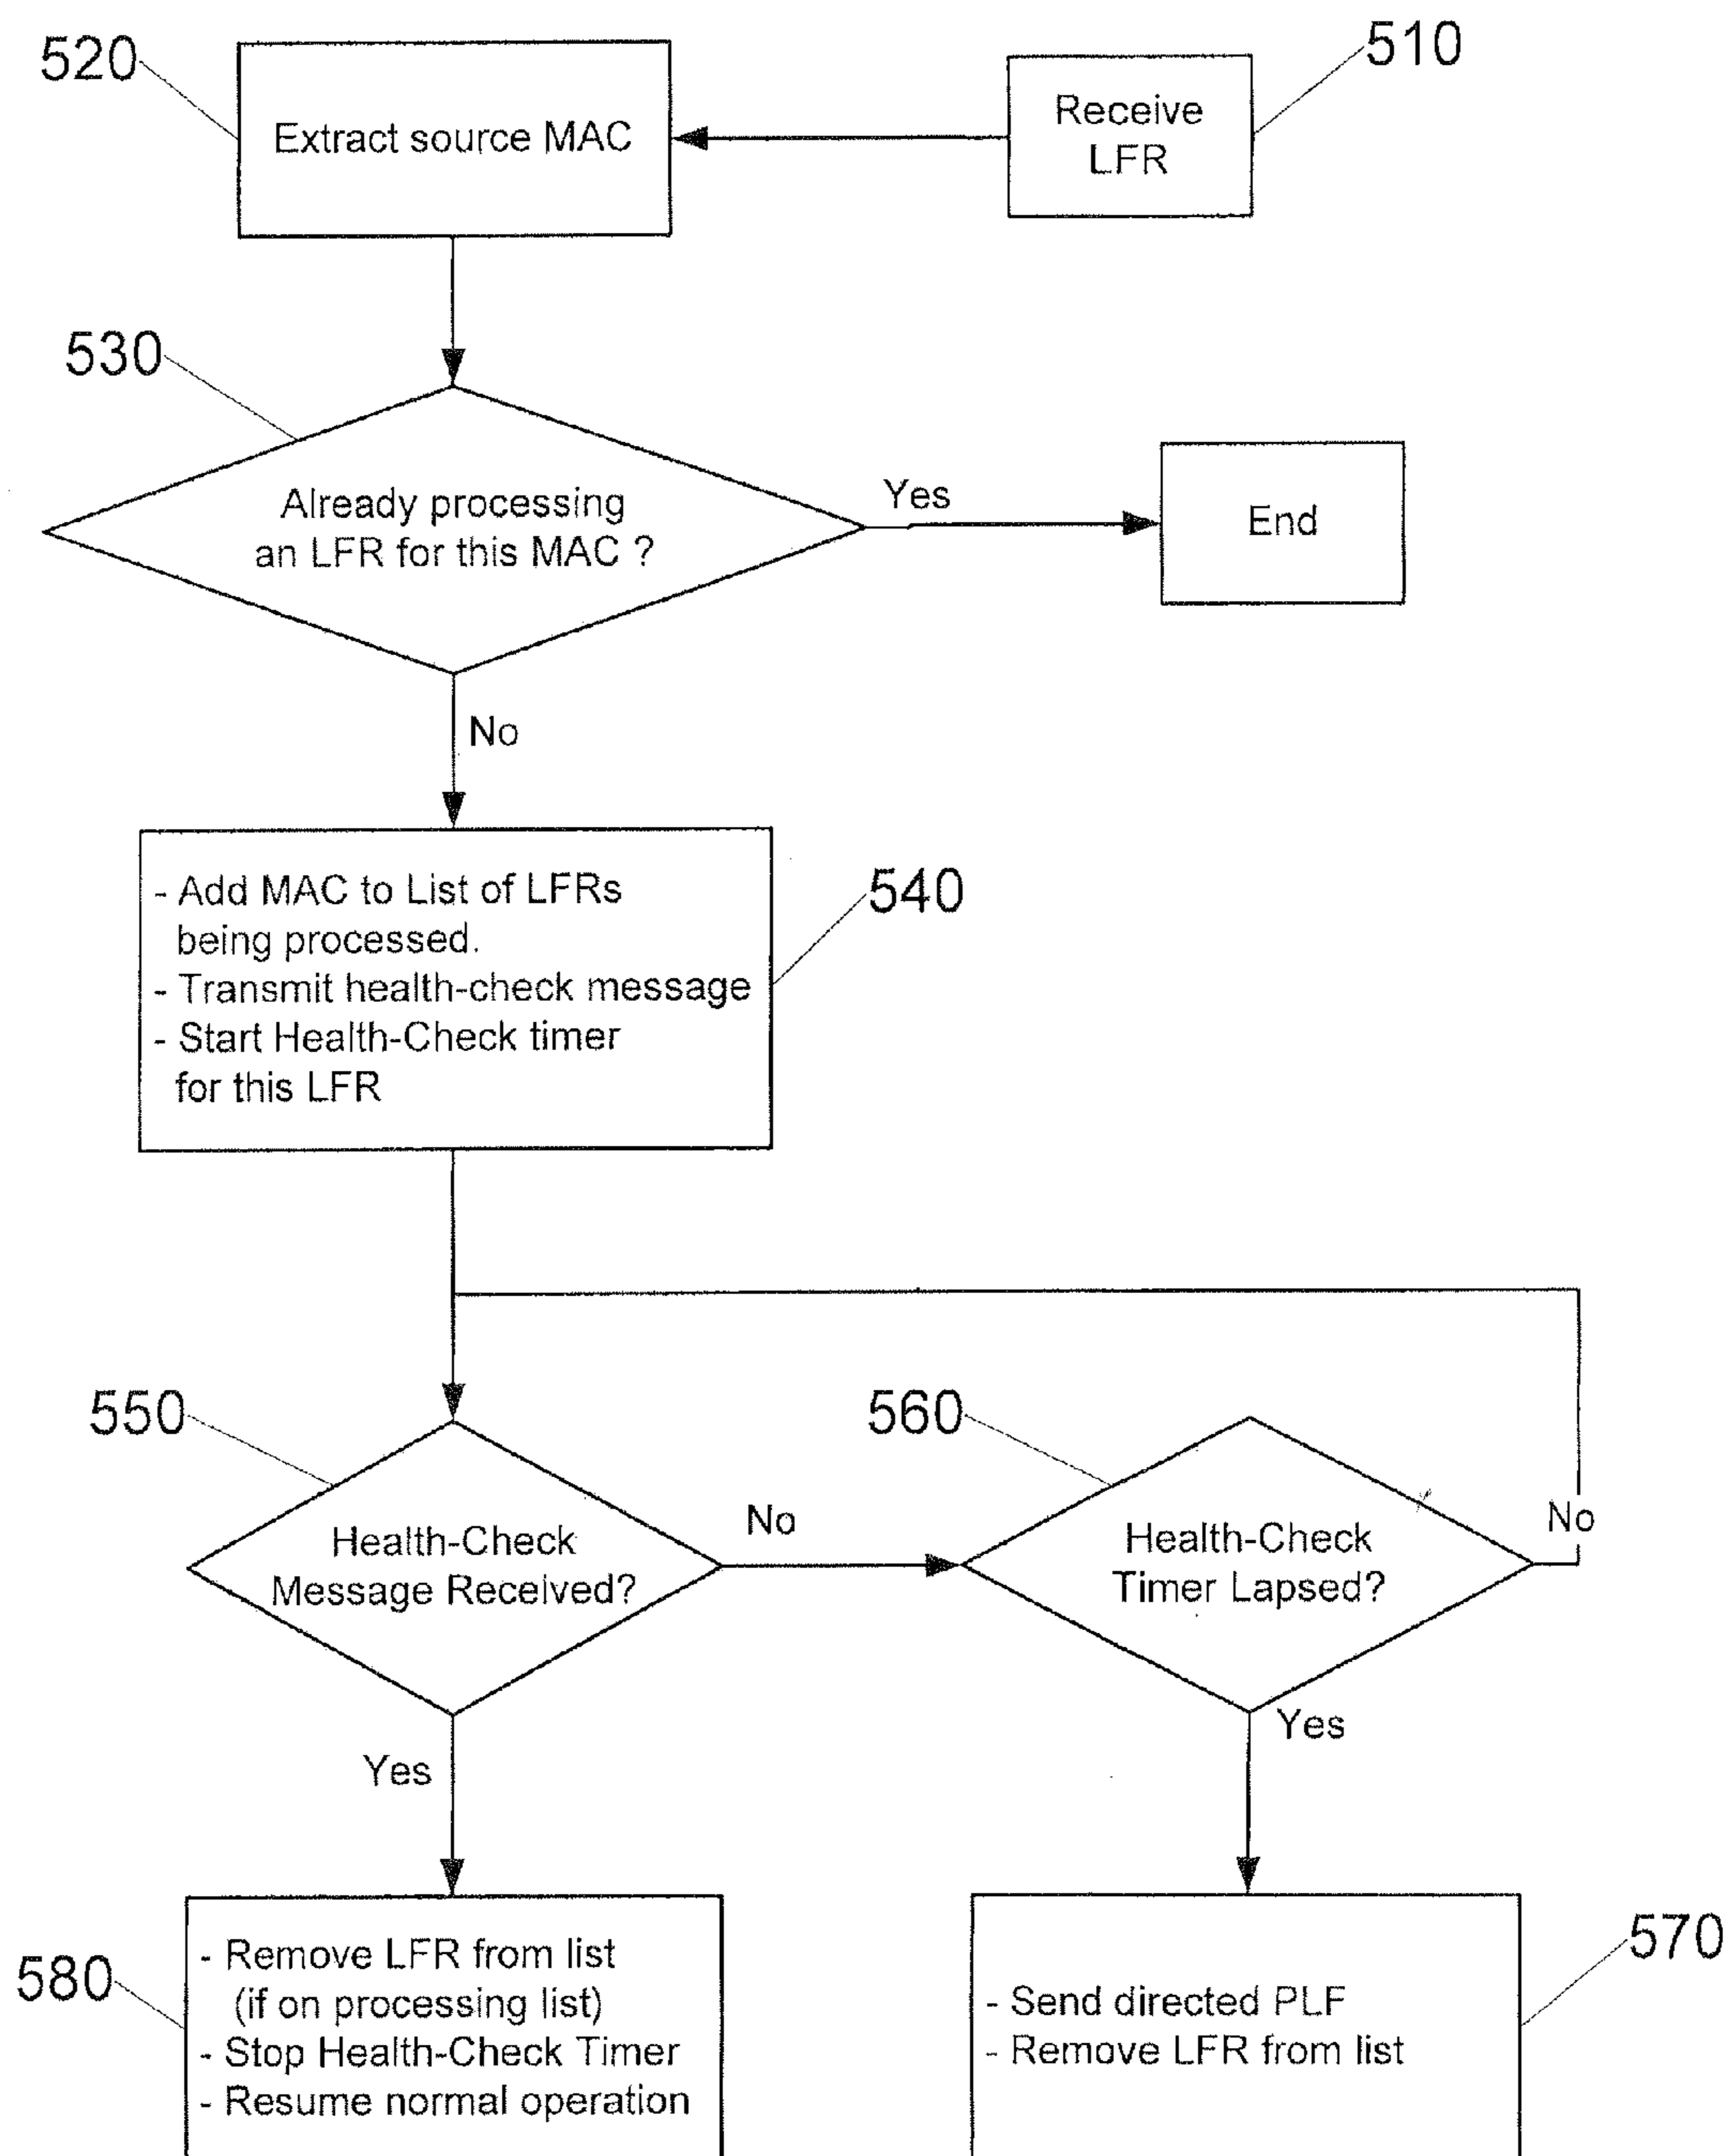 520
Extract source MAC
Receive
LFR
510
530
Already processing
an LFR for this MAC ?
Yes
End
No
- Add MAC to List of LFRs
being processed.
- Transmit health-check message
- Start Health-Check timer
for this LFR
540
550
Health-Check
Message Received?
No
560
Health-Check
Timer Lapsed?
No
Yes
Yes
580
- Remove LFR from list
(if on processing list)
- Stop Health-Check Timer
- Resume normal operation
- Send directed PLF
- Remove LFR from list
570